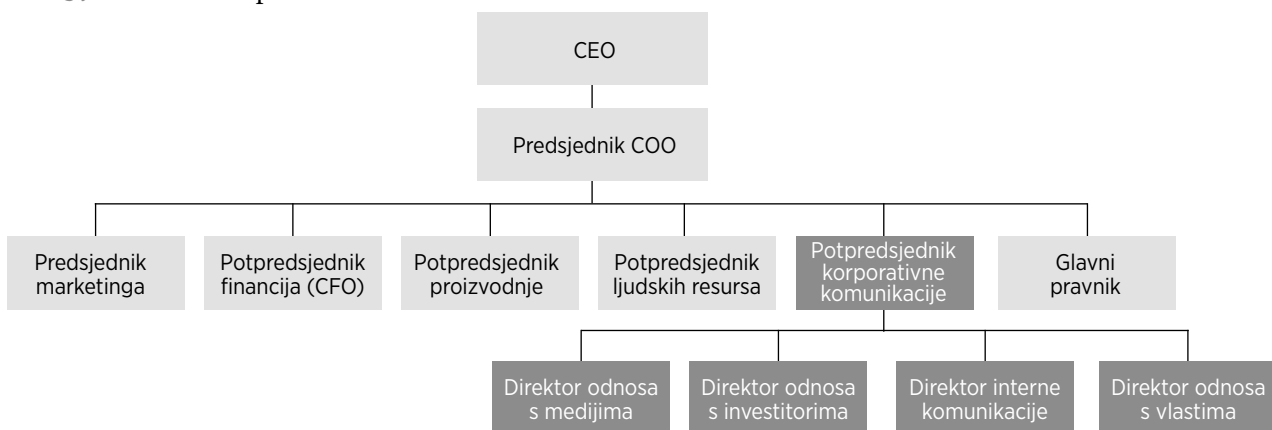 CEO
Predsjednik COO
Predsjednik
marketinga
Potpredsjednik
financija (CFO)
Potpredsjednik
proizvodnje
Potpredsjednik
ljudskih resursa
Potpredsjednik
korporativne
komunikacije
Glavni
pravnik
Direktor odnosa
s medijima
Direktor odnosa
s investitorima
Direktor interne
komunikacije
Direktor odnosa
s vlastima